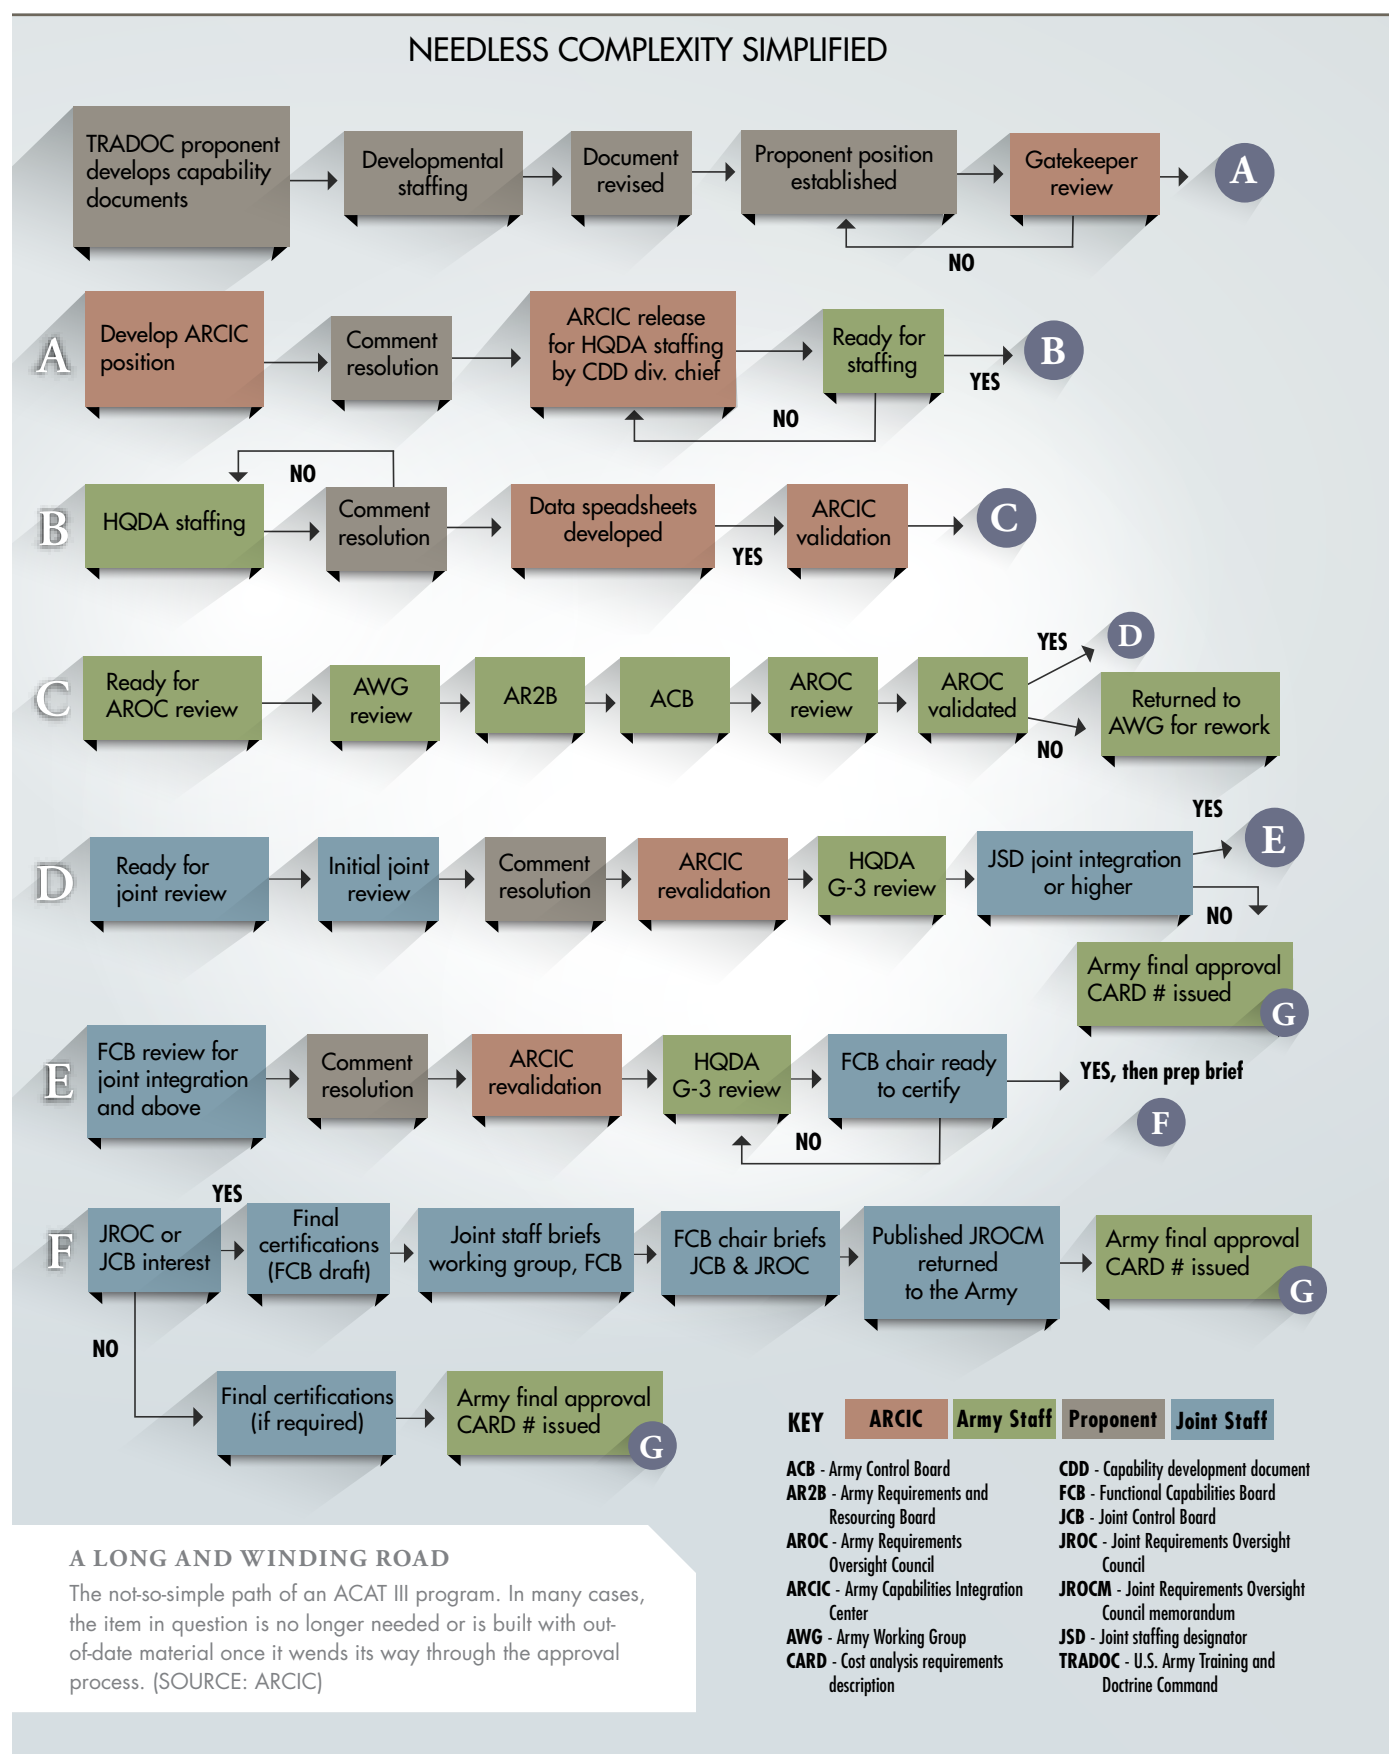 NEEDLESS COMPLEXITY SIMPLIFIED
TRADOC proponent
develops capability
documents
Developmental
staffing
Document
revised
Proponent position
established
Gatekeeper
review
A
NO
A
Develop ARCIC
position
Comment
resolution
ARCIC release
for HQDA staffing
by CDD div. chief
Ready for
staffing
YES
B
NO
NO
B
HQDA staffing
Comment
resolution
Data speadsheets
developed
YES
ARCIC
validation
C
C
Ready for
AROC review
AWG
review
AR2B
ACB
AROC
review
AROC
validated
YES
D
NO
Returned to
AWG for rework
D
Ready for
joint review
Initial joint
review
Comment
resolution
ARCIC
revalidation
HQDA
G-3 review
JSD joint integration
or higher
YES
E
NO
Army final approval
CARD # issued
G
E
FCB review for
joint integration
and above
Comment
resolution
ARCIC
revalidation
HQDA
G-3 review
FCB chair ready
to certify
YES, then prep brief
F
NO
F
JROC or
JCB interest
YES
Final
certifications
(FCB draft)
Joint staff briefs
working group, FCB
FCB chair briefs
JCB & JROC
Published JROCM
returned
to the Army
Army final approval
CARD # issued
G
NO
Final certifications
(if required)
Army final approval
CARD # issued
G
KEY
ARCIC
Army Staff
Proponent
Joint Staff
ACB - Army Control Board
AR2B - Army Requirements and
Resourcing Board
AROC - Army Requirements
Oversight Council
ARCIC - Army Capabilities Integration
Center
AWG - Army Working Group
CARD - Cost analysis requirements
description
CDD - Capability development document
FCB - Functional Capabilities Board
JCB - Joint Control Board
JROC - Joint Requirements Oversight
Council
JROCM - Joint Requirements Oversight
Council memorandum
JSD - Joint staffing designator
TRADOC - U.S. Army Training and
Doctrine Command
A LONG AND WINDING ROAD
The not-so-simple path of an ACAT III program. In many cases,
the item in question is no longer needed or is built with out-
of-date material once it wends its way through the approval
process. (SOURCE: ARCIC)